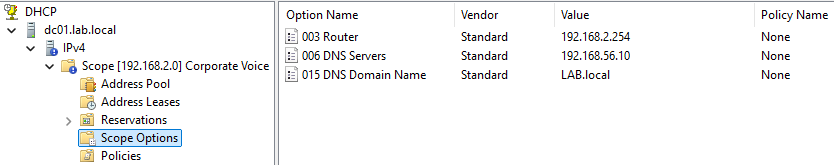 DHCP
dc01.lab.local
IPv4
Scope [192.168.2.0] Corporate Voice
Address Pool
Address Leases
Reservations
Scope Options
Policies
Option Name Vendor Value Policy Name
003 Router Standard 192.168.2.254 None
006 DNS Servers Standard 192.168.56.10 None
015 DNS Domain Name Standard LAB.local None